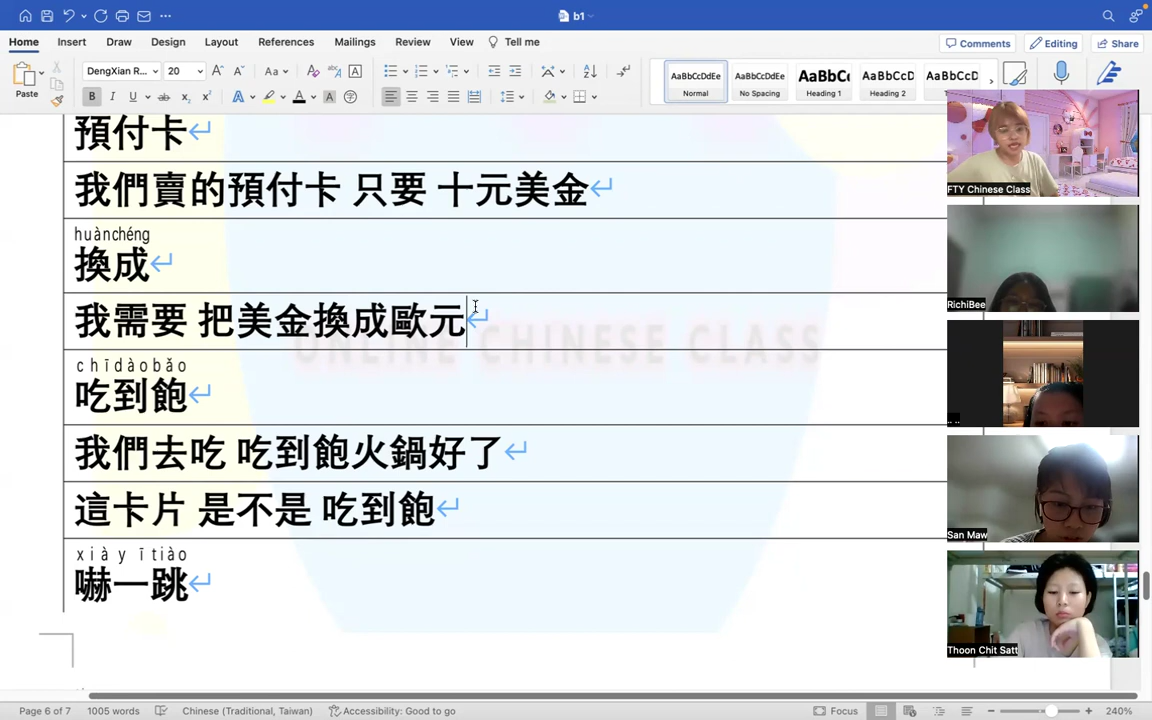 b1
Home Insert Draw Design Layout References Mailings Review View Tell me Comments Editing Share
Paste DengXian R... 20 Aa
B I U ab x₂ x² A
AaBbCcDdEe AaBbCcDdEe AaBbCc AaBbCcD AaBbCcD
Normal No Spacing Heading 1 Heading 2
預付卡
我們賣的預付卡 只要 十元美金
huànchéng
換成
我需要 把美金換成歐元
ONLINE CHINESE CLASS
chīdàobǎo
吃到飽
我們去吃 吃到飽火鍋好了
這卡片 是不是 吃到飽
xiàyītiào
嚇一跳
FTY Chinese Class
RichiBee
San Maw
Thoon Chit Satt
Page 6 of 7 1005 words Chinese (Traditional, Taiwan) Accessibility: Good to go Focus 240%